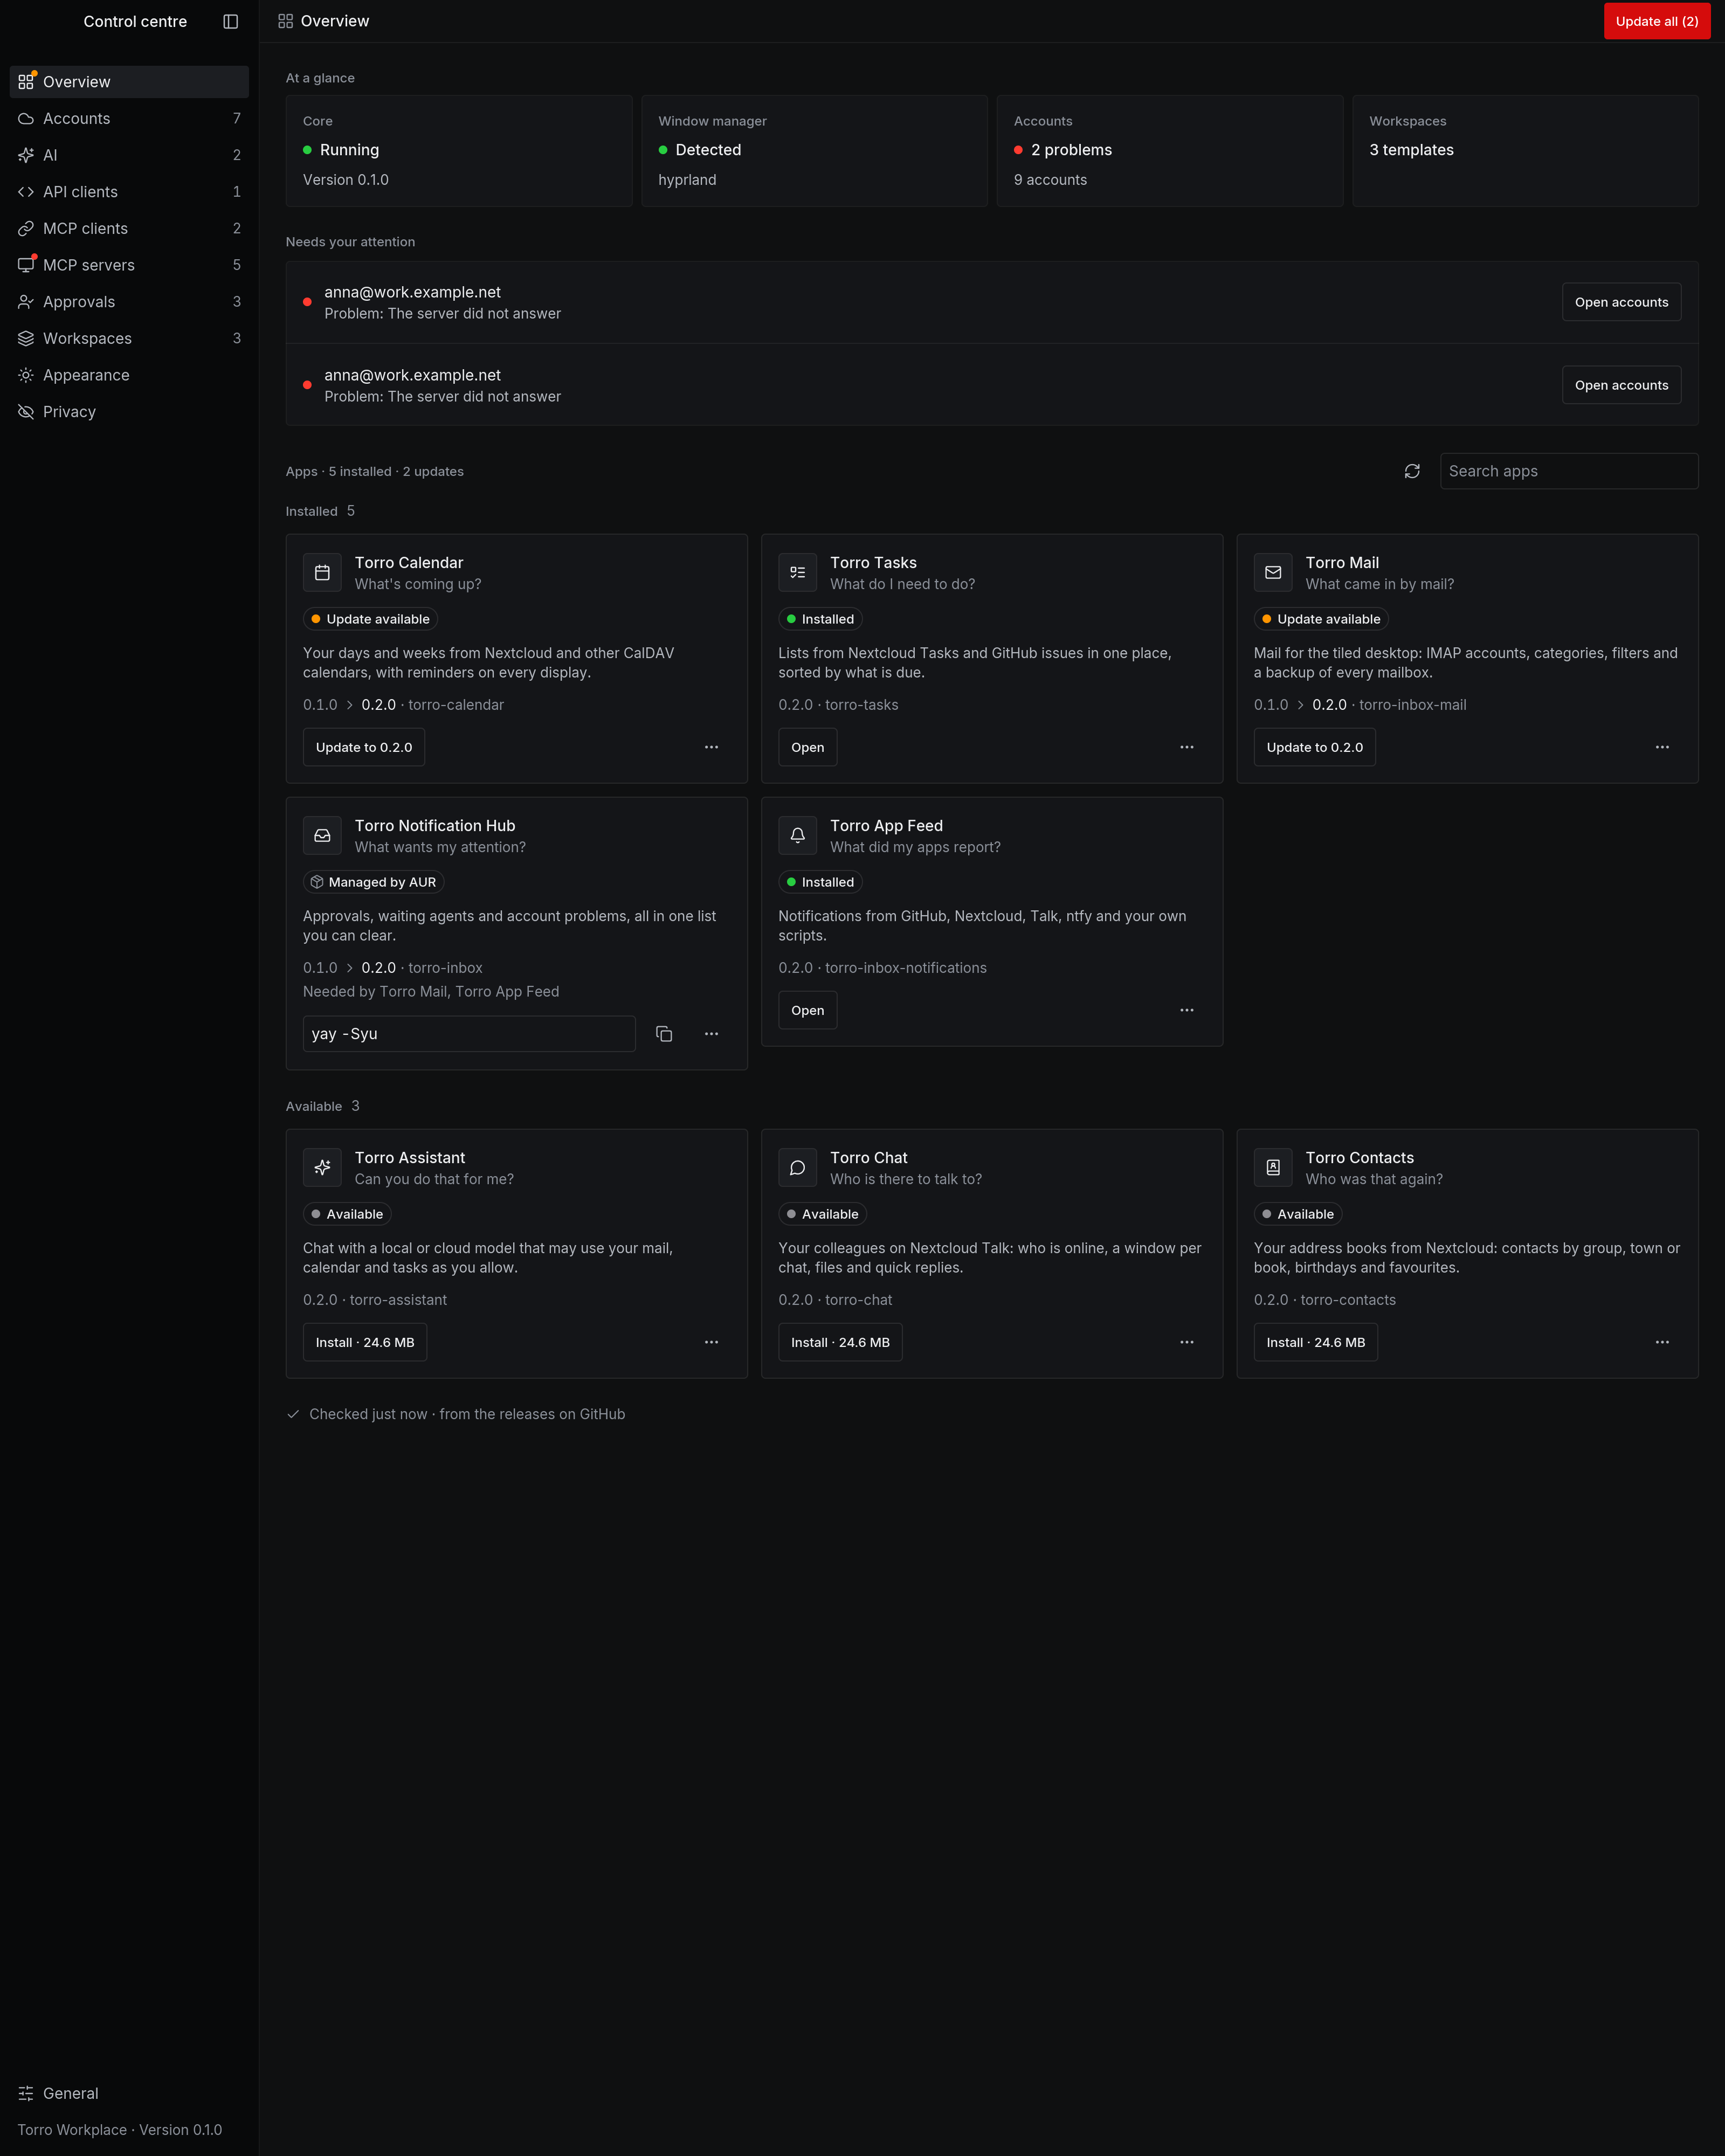 Control centre
Overview
Accounts 7
AI 2
API clients 1
MCP clients 2
MCP servers 5
Approvals 3
Workspaces 3
Appearance
Privacy
General
Torro Workplace · Version 0.1.0
Overview
Update all (2)
At a glance
Core
Running
Version 0.1.0
Window manager
Detected
hyprland
Accounts
2 problems
9 accounts
Workspaces
3 templates
Needs your attention
anna@work.example.net
Problem: The server did not answer
Open accounts
anna@work.example.net
Problem: The server did not answer
Open accounts
Apps · 5 installed · 2 updates
Search apps
Installed 5
Torro Calendar
What's coming up?
Update available
Your days and weeks from Nextcloud and other CalDAV
calendars, with reminders on every display.
0.1.0 > 0.2.0 · torro-calendar
Update to 0.2.0
Torro Tasks
What do I need to do?
Installed
Lists from Nextcloud Tasks and GitHub issues in one place,
sorted by what is due.
0.2.0 · torro-tasks
Open
Torro Mail
What came in by mail?
Update available
Mail for the tiled desktop: IMAP accounts, categories, filters and
a backup of every mailbox.
0.1.0 > 0.2.0 · torro-inbox-mail
Update to 0.2.0
Torro Notification Hub
What wants my attention?
Managed by AUR
Approvals, waiting agents and account problems, all in one list
you can clear.
0.1.0 > 0.2.0 · torro-inbox
Needed by Torro Mail, Torro App Feed
yay -Syu
Torro App Feed
What did my apps report?
Installed
Notifications from GitHub, Nextcloud, Talk, ntfy and your own
scripts.
0.2.0 · torro-inbox-notifications
Open
Available 3
Torro Assistant
Can you do that for me?
Available
Chat with a local or cloud model that may use your mail,
calendar and tasks as you allow.
0.2.0 · torro-assistant
Install · 24.6 MB
Torro Chat
Who is there to talk to?
Available
Your colleagues on Nextcloud Talk: who is online, a window per
chat, files and quick replies.
0.2.0 · torro-chat
Install · 24.6 MB
Torro Contacts
Who was that again?
Available
Your address books from Nextcloud: contacts by group, town or
book, birthdays and favourites.
0.2.0 · torro-contacts
Install · 24.6 MB
Checked just now · from the releases on GitHub